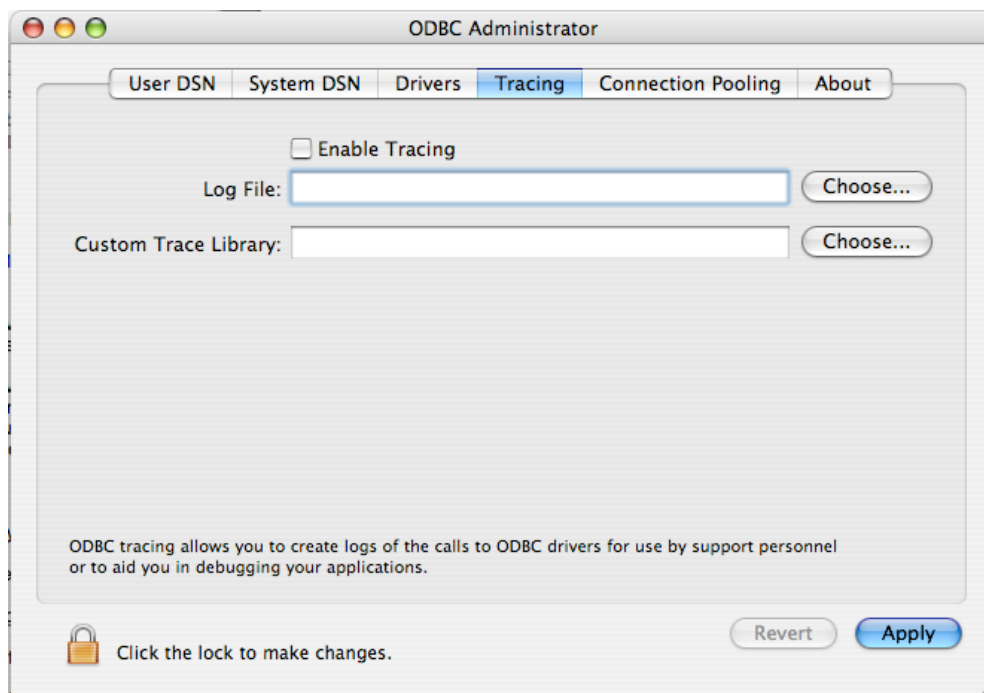 ODBC Administrator
User DSN System DSN Drivers Tracing Connection Pooling About
Enable Tracing
Log File: Choose...
Custom Trace Library: Choose...
ODBC tracing allows you to create logs of the calls to ODBC drivers for use by support personnel
or to aid you in debugging your applications.
Revert Apply
Click the lock to make changes.